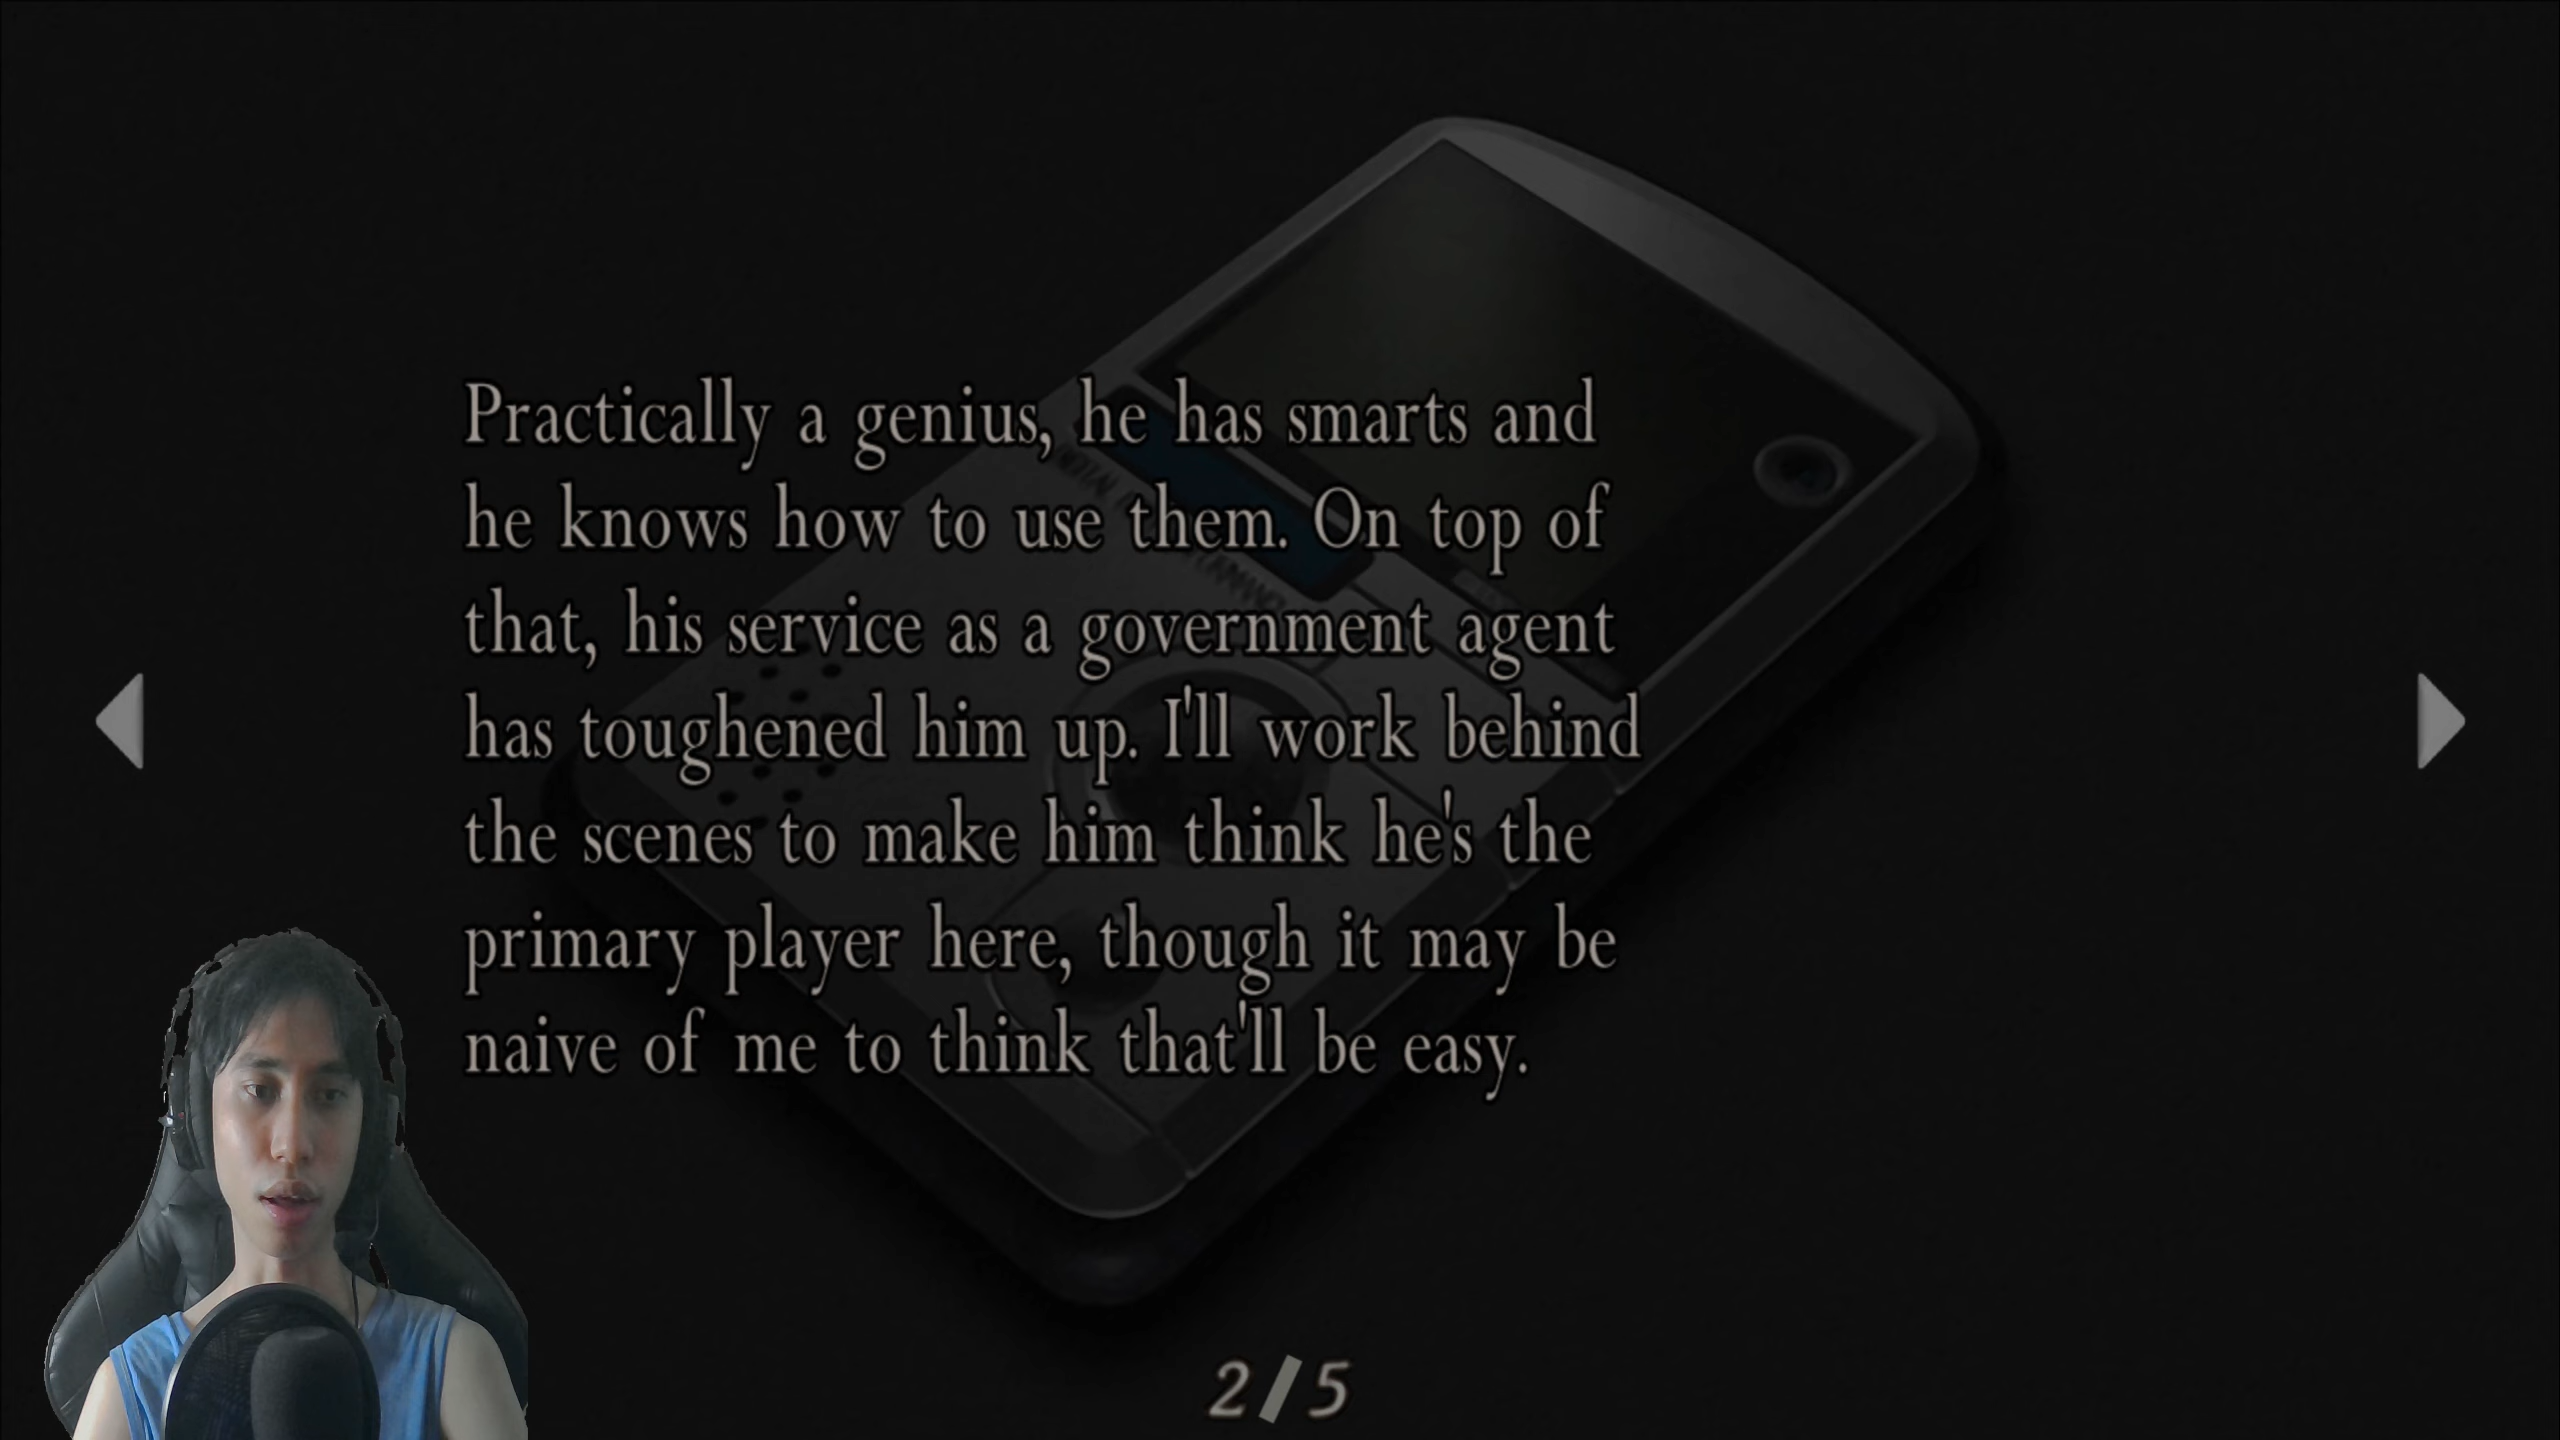 Practically a genius, he has smarts and
he knows how to use them. On top of
that, his service as a government agent
has toughened him up. I'll work behind
the scenes to make him think he's the
primary player here, though it may be
naive of me to think that'll be easy.
2/5